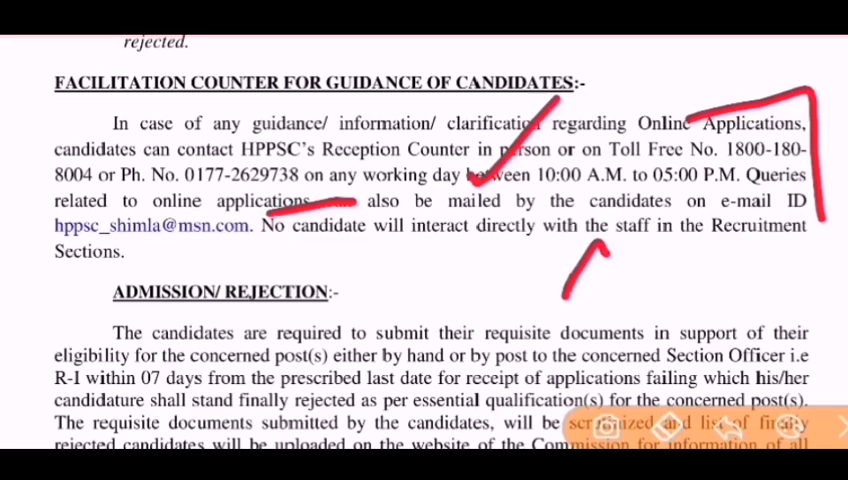 rejected.
FACILITATION COUNTER FOR GUIDANCE OF CANDIDATES:-
In case of any guidance/ information/ clarification regarding Online Applications,
candidates can contact HPPSC's Reception Counter in person or on Toll Free No. 1800-180-
8004 or Ph. No. 0177-2629738 on any working day between 10:00 A.M. to 05:00 P.M. Queries
related to online applications also be mailed by the candidates on e-mail ID
hppsc_shimla@msn.com. No candidate will interact directly with the staff in the Recruitment
Sections.
ADMISSION/ REJECTION:-
The candidates are required to submit their requisite documents in support of their
eligibility for the concerned post(s) either by hand or by post to the concerned Section Officer i.e
R-I within 07 days from the prescribed last date for receipt of applications failing which his/her
candidature shall stand finally rejected as per essential qualification(s) for the concerned post(s).
The requisite documents submitted by the candidates, will be scrutinized and list of finally
rejected candidates will be uploaded on the website of the Commission for information of all